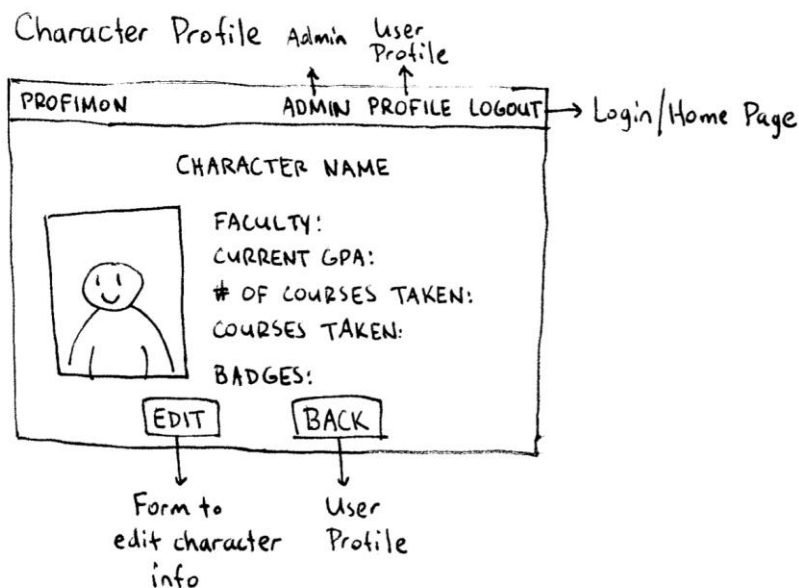 Character Profile
Admin
User
Profile
PROFIMON ADMIN PROFILE LOGOUT
Login/Home Page
CHARACTER NAME
FACULTY:
CURRENT GPA:
# OF COURSES TAKEN:
COURSES TAKEN:
BADGES:
EDIT BACK
Form to
edit character
info
User
Profile